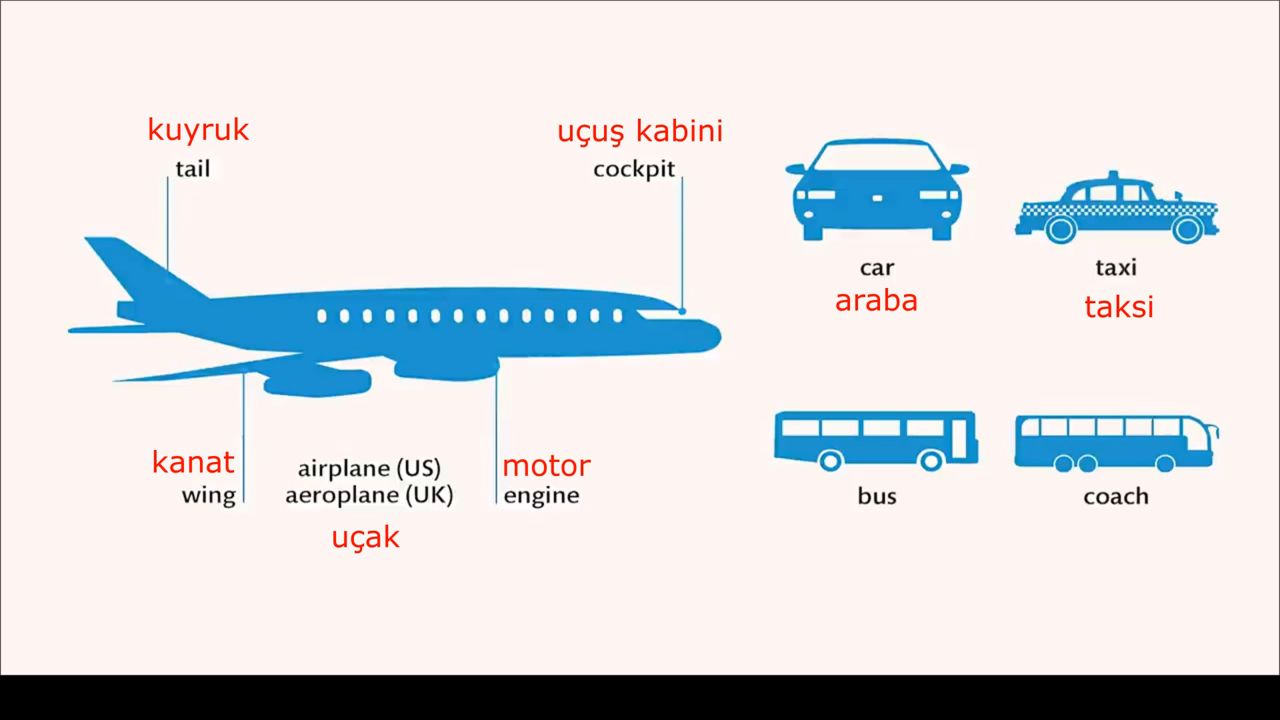 kuyruk
tail
uçuş kabini
cockpit
car
araba
taxi
taksi
kanat
wing
airplane (US)
aeroplane (UK)
uçak
motor
engine
bus
coach